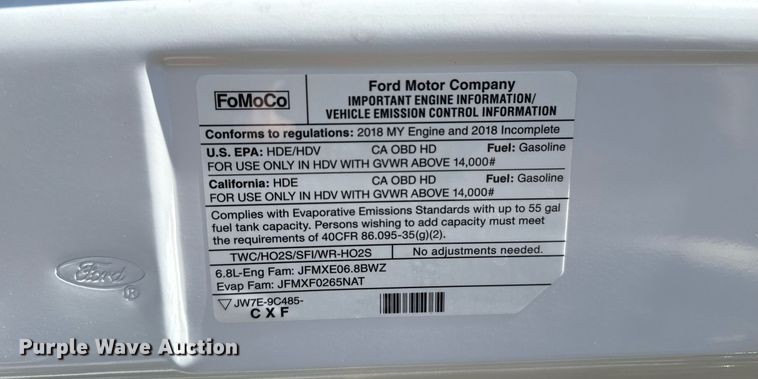 FoMoCo
Ford Motor Company
IMPORTANT ENGINE INFORMATION/
VEHICLE EMISSION CONTROL INFORMATION
Conforms to regulations: 2018 MY Engine and 2018 Incomplete
U.S. EPA: HDE/HDV CA OBD HD Fuel: Gasoline
FOR USE ONLY IN HDV WITH GVWR ABOVE 14,000#
California: HDE CA OBD HD Fuel: Gasoline
FOR USE ONLY IN HDV WITH GVWR ABOVE 14,000#
Complies with Evaporative Emissions Standards with up to 55 gal
fuel tank capacity. Persons wishing to add capacity must meet
the requirements of 40CFR 86.095-35(g)(2).
TWC/HO2S/SFI/WR-HO2S No adjustments needed.
6.8L-Eng Fam: JFMXE06.8BWZ
Evap Fam: JFMXF0265NAT
JW7E-9C485-
CXF
Ford ®
Purple Wave Auction